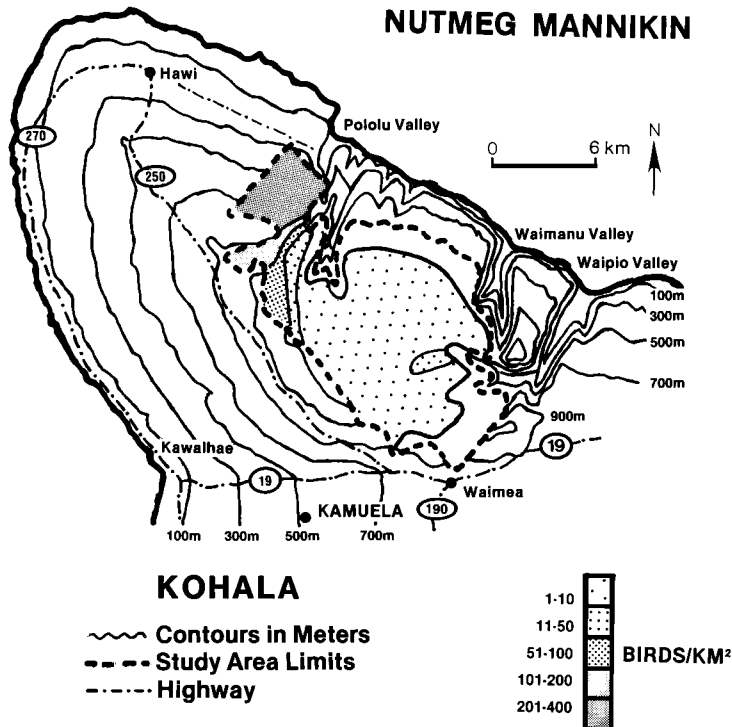 NUTMEG MANNIKIN
Hawi
270
Pololu Valley
0 6 km
N
250
Waimanu Valley
Waipio Valley
100m
300m
500m
700m
900m
Kawaihae
19
19
Waimea
KAMUELA
190
100m 300m 500m 700m
KOHALA
Contours in Meters
Study Area Limits
Highway
1-10
11-50
51-100
BIRDS/KM²
101-200
201-400